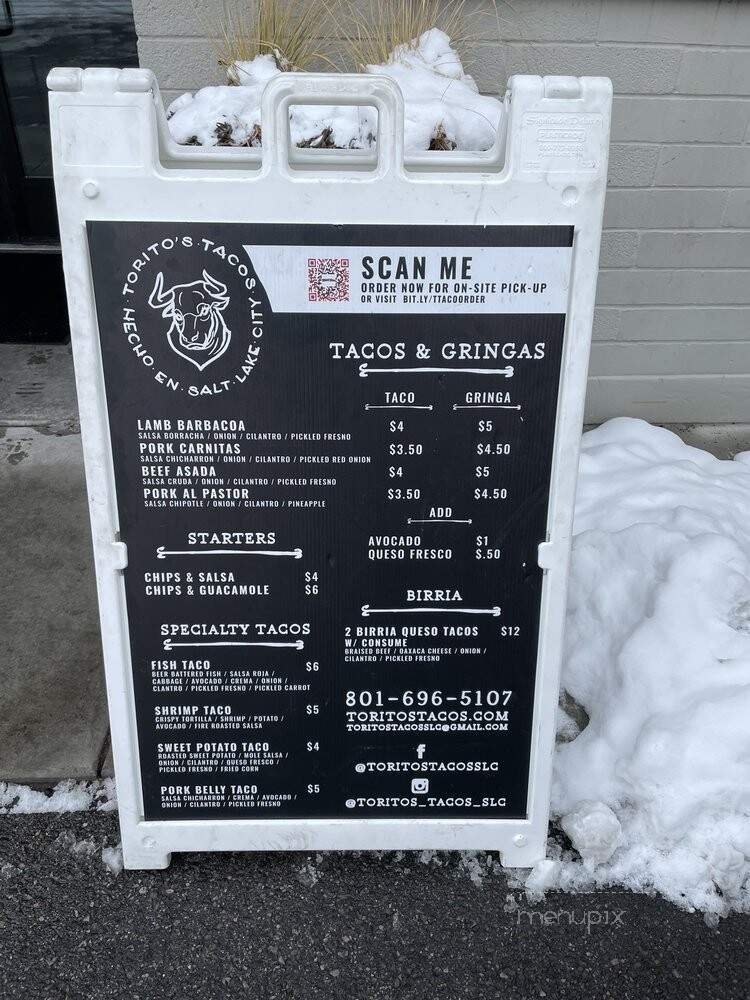 TORITO'S · TACOS ·
HECHO · EN · SALT · LAKE · CITY ·
SCAN ME
ORDER NOW FOR ON-SITE PICK-UP
OR VISIT BIT.LY/TTACOORDER
TACOS & GRINGAS
TACO GRINGA
LAMB BARBACOA $4 $5
SALSA BORRACHA / ONION / CILANTRO / PICKLED FRESNO
PORK CARNITAS $3.50 $4.50
SALSA CHICHARRON / ONION / CILANTRO / PICKLED RED ONION
BEEF ASADA $4 $5
SALSA CRUDA / ONION / CILANTRO / PICKLED FRESNO
PORK AL PASTOR $3.50 $4.50
SALSA CHIPOTLE / ONION / CILANTRO / PINEAPPLE
ADD
AVOCADO $1
QUESO FRESCO $.50
STARTERS
CHIPS & SALSA $4
CHIPS & GUACAMOLE $6
SPECIALTY TACOS
FISH TACO $6
BEER BATTERED FISH / SALSA ROJA /
CABBAGE / AVOCADO / CREMA / ONION /
CLANTRO / PICKLED FRESNO / PICKLED CARROT
SHRIMP TACO $5
CRISPY TORTILLA / SHRIMP / POTATO /
AVOCADO / FIRE ROASTED SALSA
SWEET POTATO TACO $4
ROASTED SWEET POTATO / MOLE SALSA /
ONION / CILANTRO / QUESO FRESCO /
PICKLED FRESNO / FRIED CORN
PORK BELLY TACO $5
SALSA CHICHARRON / CREMA / AVOCADO /
ONION / CILANTRO / PICKLED FRESNO
BIRRIA
2 BIRRIA QUESO TACOS $12
W/ CONSUME
BRAISED BEEF / OAXACA CHEESE / ONION /
CILANTRO / PICKLED FRESNO
801-696-5107
TORITOSTACOS.COM
TORITOSTACOSSLC@GMAIL.COM
@TORITOSTACOSSLC
@TORITOS_TACOS_SLC
Signicade Deluxe
PLASTICADE
menupix